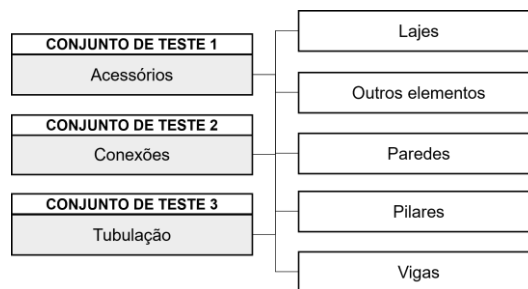 CONJUNTO DE TESTE 1
Acessórios
CONJUNTO DE TESTE 2
Conexões
CONJUNTO DE TESTE 3
Tubulação
Lajes
Outros elementos
Paredes
Pilares
Vigas